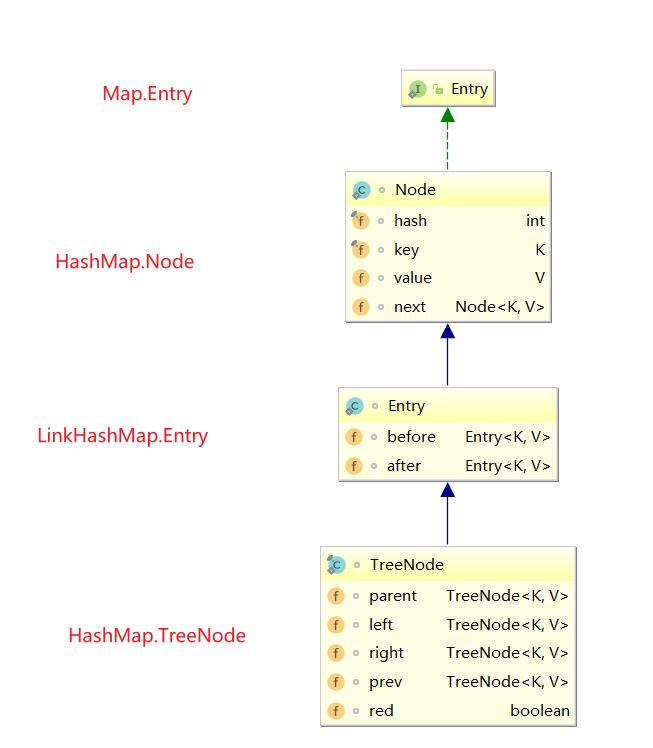 Map.Entry
I Entry
C Node
HashMap.Node
f hash int
f key K
f value V
f next Node<K, V>
C Entry
LinkHashMap.Entry
f before Entry<K, V>
f after Entry<K, V>
C TreeNode
HashMap.TreeNode
f parent TreeNode<K, V>
f left TreeNode<K, V>
f right TreeNode<K, V>
f prev TreeNode<K, V>
f red boolean